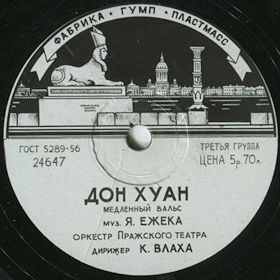 ФАБРИКА · ГУМП · ПЛАСТМАСС
ГОСТ 5289-56
24647
ТРЕТЬЯ ГРУППА
ЦЕНА 5р.70к.
ДОН ХУАН
МЕДЛЕННЫЙ ВАЛЬС
МУЗ. Я. ЕЖЕКА
ОРКЕСТР ПРАЖСКОГО ТЕАТРА
ДИРИЖЕР К. ВЛАХА